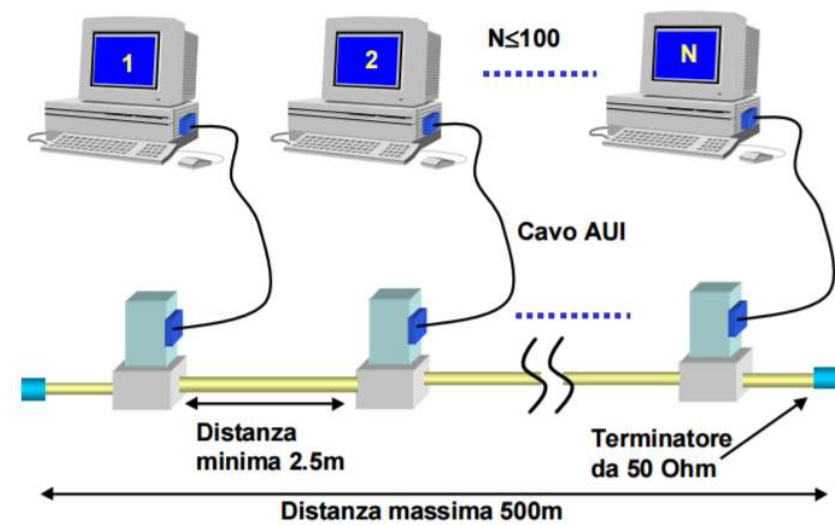 1
2
N≤100
N
Cavo AUI
Distanza
minima 2.5m
Terminatore
da 50 Ohm
Distanza massima 500m